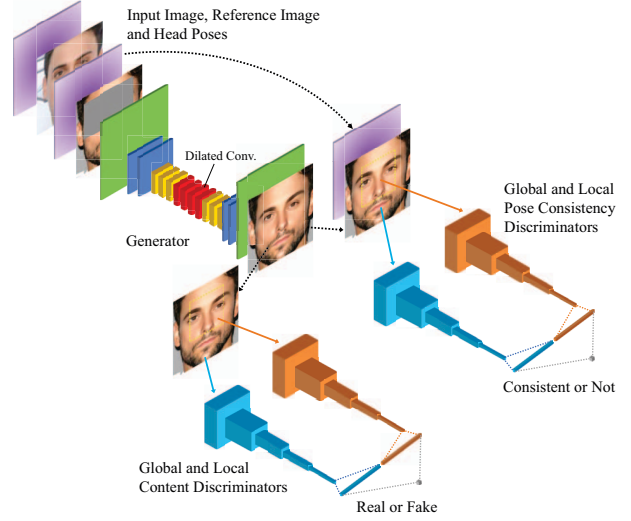 Input Image, Reference Image
and Head Poses
Dilated Conv.
Generator
Global and Local
Pose Consistency
Discriminators
Consistent or Not
Global and Local
Content Discriminators
Real or Fake